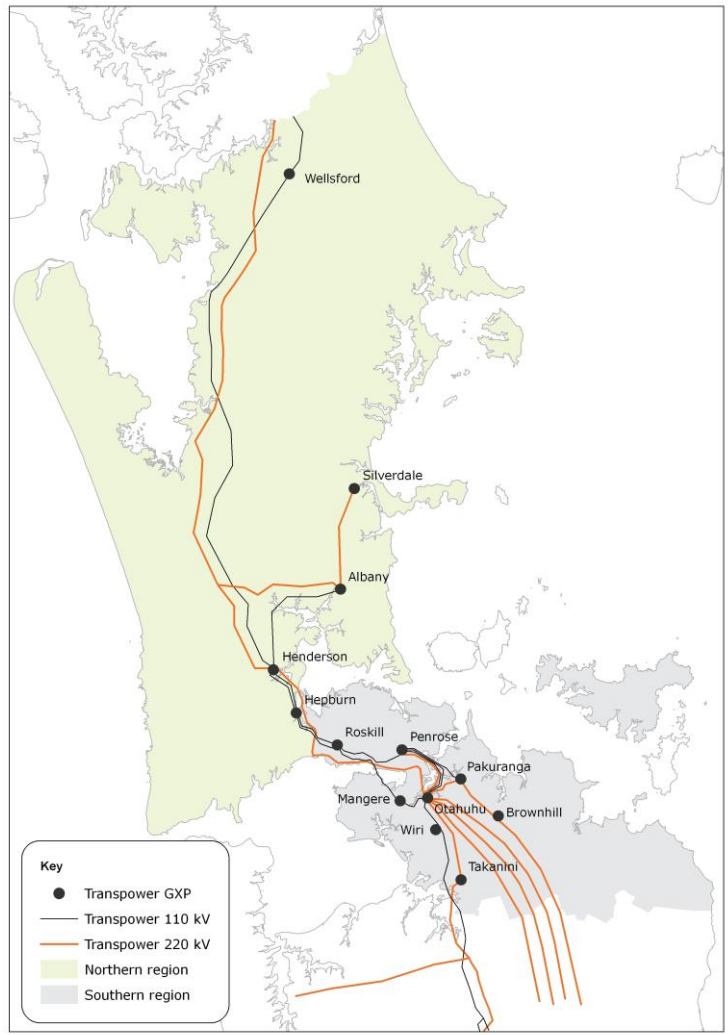 Wellsford
Silverdale
Albany
Henderson
Hepburn
Roskill
Penrose
Pakuranga
Mangere
Otahuhu
Brownhill
Wiri
Takanini
Key
Transpower GXP
Transpower 110 kV
Transpower 220 kV
Northern region
Southern region